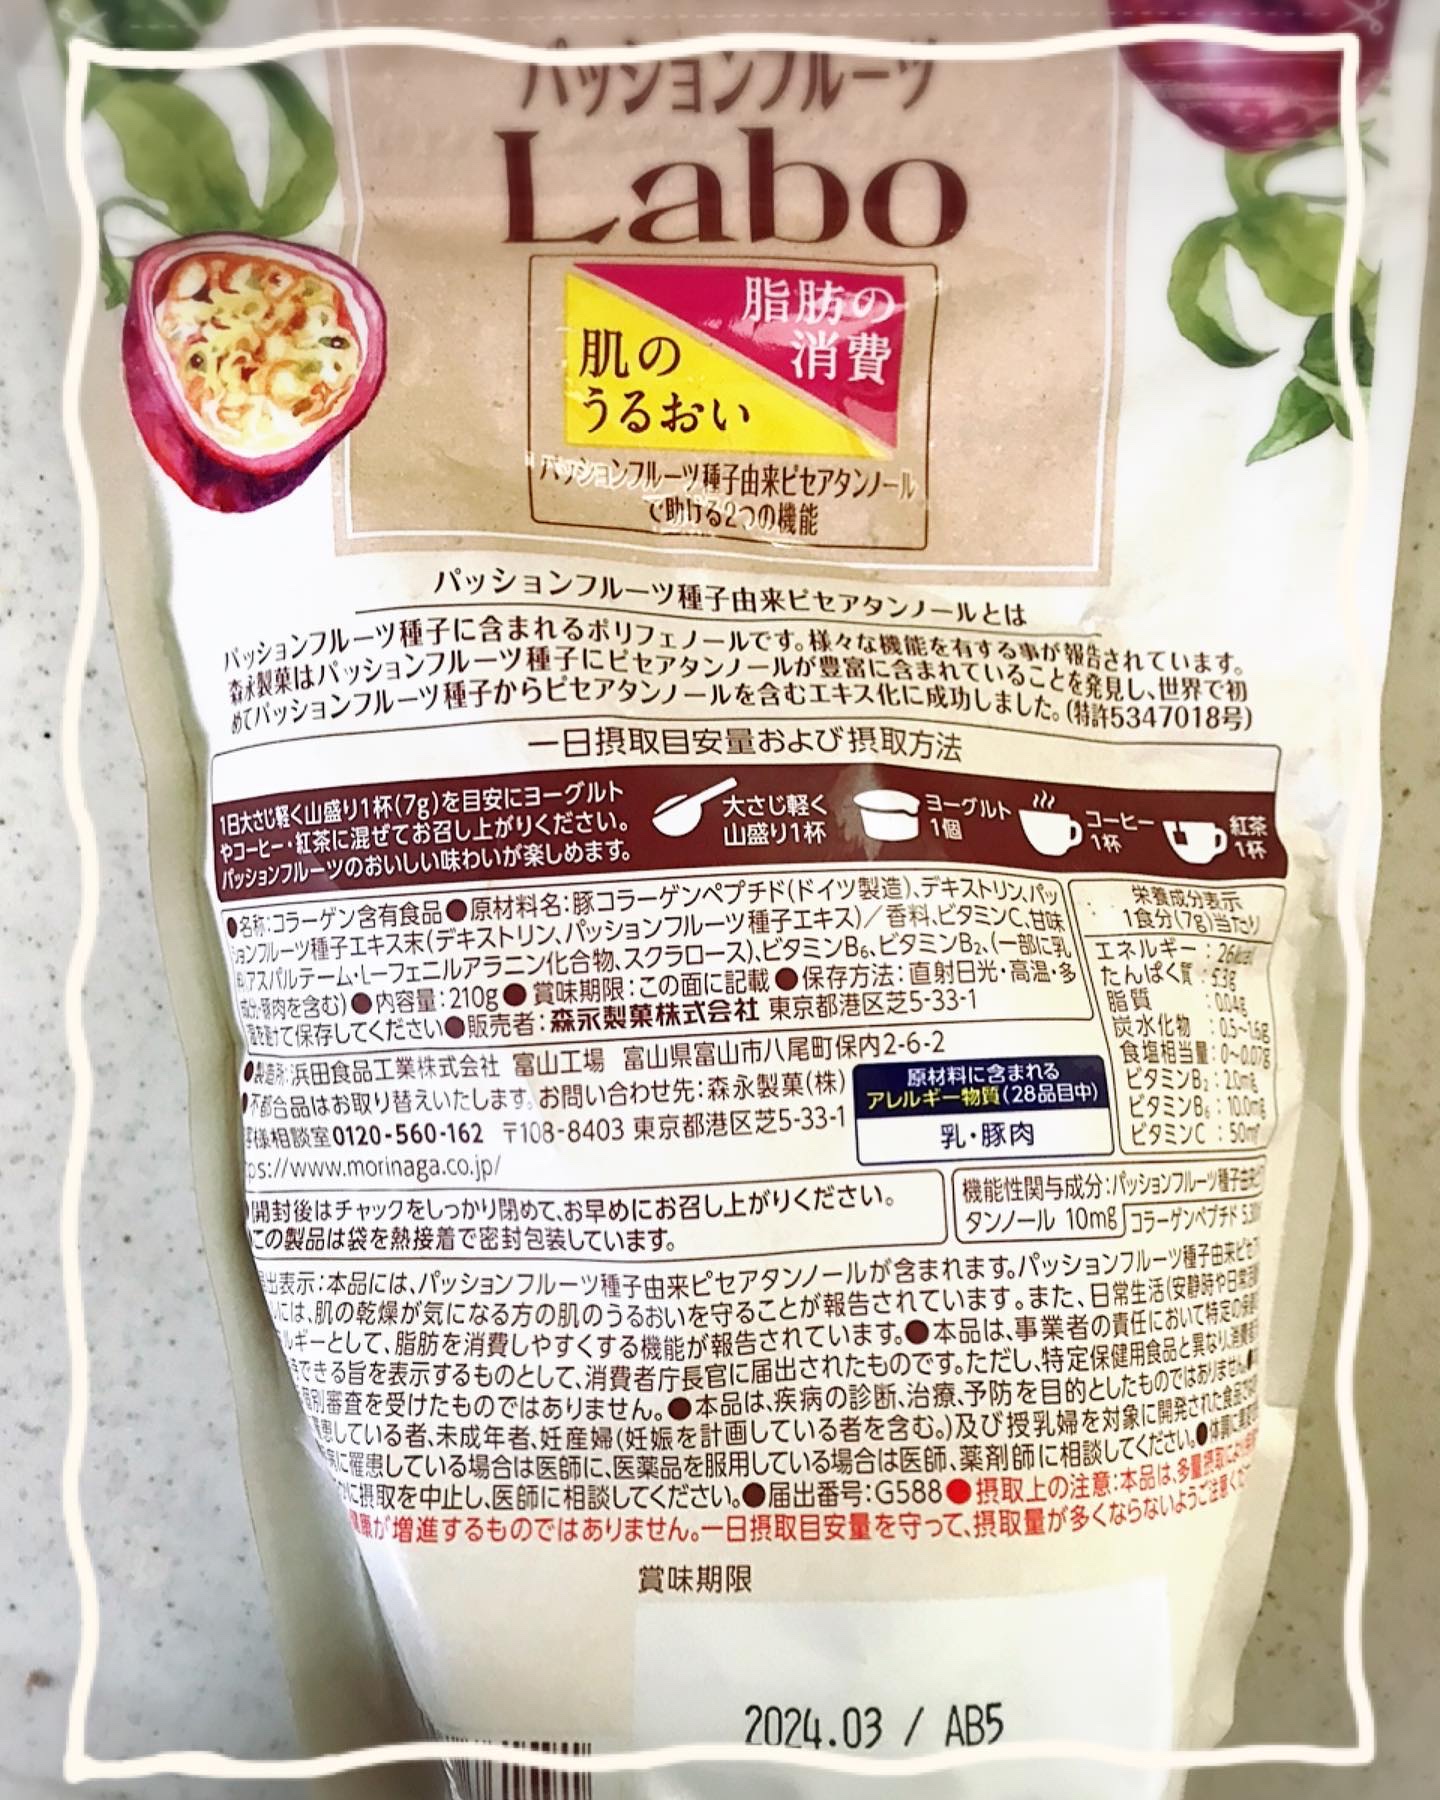 パッションフルーツ
Labo
脂肪の
消費
肌の
うるおい
パッションフルーツ種子由来ピセアタンノール
で助ける2つの機能
パッションフルーツ種子由来ピセアタンノールとは
パッションフルーツ種子に含まれるポリフェノールです。様々な機能を有する事が報告されています。
森永製菓はパッションフルーツ種子にピセアタンノールが豊富に含まれていることを発見し、世界で初
めてパッションフルーツ種子からピセアタンノールを含むエキス化に成功しました。(特許5347018号)
一日摂取目安量および摂取方法
1日大さじ軽く山盛り1杯(7g)を目安にヨーグルト
やコーヒー・紅茶に混ぜてお召し上がりください。
パッションフルーツのおいしい味わいが楽しめます。
大さじ軽く
山盛り1杯
ヨーグルト
1個
コーヒー
1杯
紅茶
1杯
●名称:コラーゲン含有食品●原材料名:豚コラーゲンペプチド(ドイツ製造)、デキストリン、パッ
ションフルーツ種子エキス末(デキストリン、パッションフルーツ種子エキス)/香料、ビタミンC、甘味
料(アスパルテーム・L-フェニルアラニン化合物、スクラロース)、ビタミンB₆、ビタミンB₂、(一部に乳
成分・豚肉を含む)●内容量:210g●賞味期限:この面に記載●保存方法:直射日光・高温・多
湿を避けて保存してください●販売者:森永製菓株式会社 東京都港区芝5-33-1
栄養成分表示
1食分(7g)当たり
エネルギー:26kcal
たんぱく質:5.3g
脂質:0.04g
炭水化物:0.5~1.6g
食塩相当量:0~0.07g
ビタミンB₂:2.0mg
ビタミンB₆:10.0mg
ビタミンC:50mg
●製造所:浜田食品工業株式会社 富山工場 富山県富山市八尾町保内2-6-2
●不都合品はお取り替えいたします。お問い合わせ先:森永製菓(株)
様相談室0120-560-162 〒108-8403 東京都港区芝5-33-1
ps://www.morinaga.co.jp/
原材料に含まれる
アレルギー物質(28品目中)
乳・豚肉
開封後はチャックをしっかり閉めて、お早めにお召し上がりください。
この製品は袋を熱接着で密封包装しています。
機能性関与成分:パッションフルーツ種子由来
タンノール 10mg
コラーゲンペプチド
出表示:本品には、パッションフルーツ種子由来ピセアタンノールが含まれます。パッションフルーツ種子由来ピセ
には、肌の乾燥が気になる方の肌のうるおいを守ることが報告されています。また、日常生活(安静時や日常
ルギーとして、脂肪を消費しやすくする機能が報告されています。●本品は、事業者の責任において特定の保
できる旨を表示するものとして、消費者庁長官に届出されたものです。ただし、特定保健用食品と異なり、消費者
個別審査を受けたものではありません。●本品は、疾病の診断、治療、予防を目的としたものではありません。
患している者、未成年者、妊産婦(妊娠を計画している者を含む。)及び授乳婦を対象に開発された食品
病に罹患している場合は医師に、医薬品を服用している場合は医師、薬剤師に相談してください。●体調に
に摂取を中止し、医師に相談してください。●届出番号:G588●摂取上の注意:本品は、多量摂取により
が増進するものではありません。一日摂取目安量を守って、摂取量が多くならないようご注意くだ
賞味期限
2024.03 / AB5